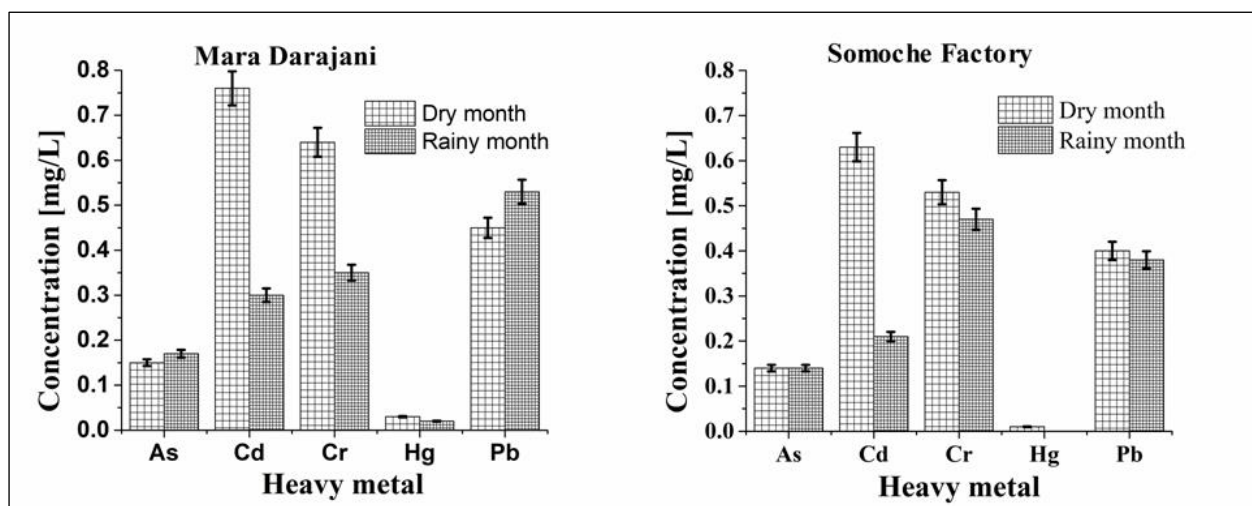 Mara Darajani
Concentration [mg/L]
0.8
0.7
0.6
0.5
0.4
0.3
0.2
0.1
0.0
Dry month
Rainy month
As Cd Cr Hg Pb
Heavy metal
Somoche Factory
Concentration [mg/L]
0.8
0.7
0.6
0.5
0.4
0.3
0.2
0.1
0.0
Dry month
Rainy month
As Cd Cr Hg Pb
Heavy metal